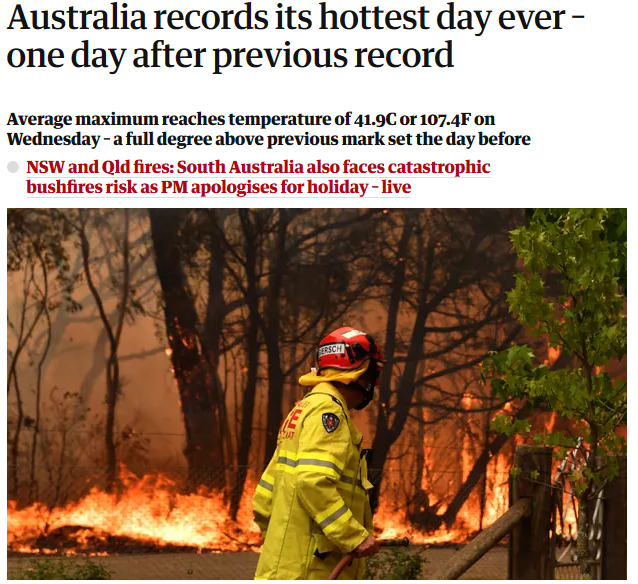 Australia records its hottest day ever –
one day after previous record
Average maximum reaches temperature of 41.9C or 107.4F on
Wednesday – a full degree above previous mark set the day before
NSW and Qld fires: South Australia also faces catastrophic
bushfires risk as PM apologises for holiday – live